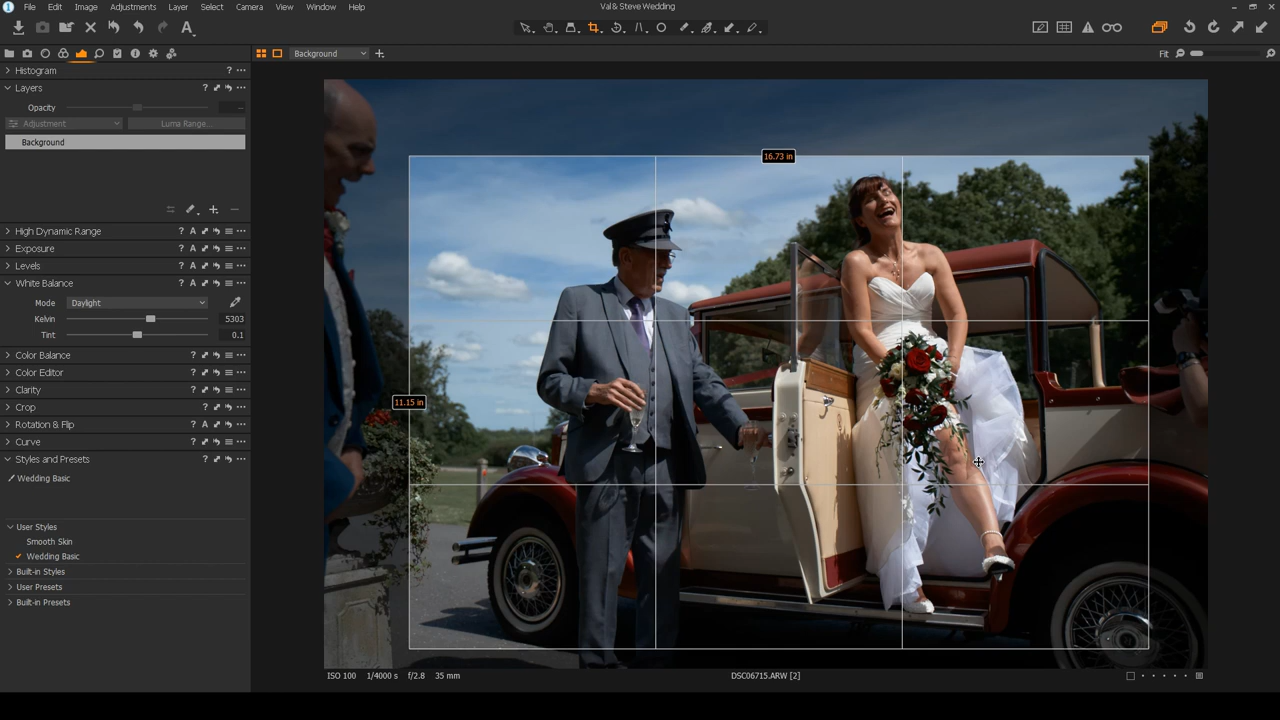 File Edit Image Adjustments Layer Select Camera View Window Help
Val & Steve Wedding
Background
Fit
Histogram
Layers
Opacity
Adjustment
Luma Range...
Background
High Dynamic Range
Exposure
Levels
White Balance
Mode Daylight
Kelvin 5303
Tint 0.1
Color Balance
Color Editor
Clarity
Crop
Rotation & Flip
Curve
Styles and Presets
Wedding Basic
User Styles
Smooth Skin
Wedding Basic
Built-in Styles
User Presets
Built-in Presets
16.73 in
11.15 in
ISO 100 1/4000 s f/2.8 35 mm
DSC06715.ARW [2]